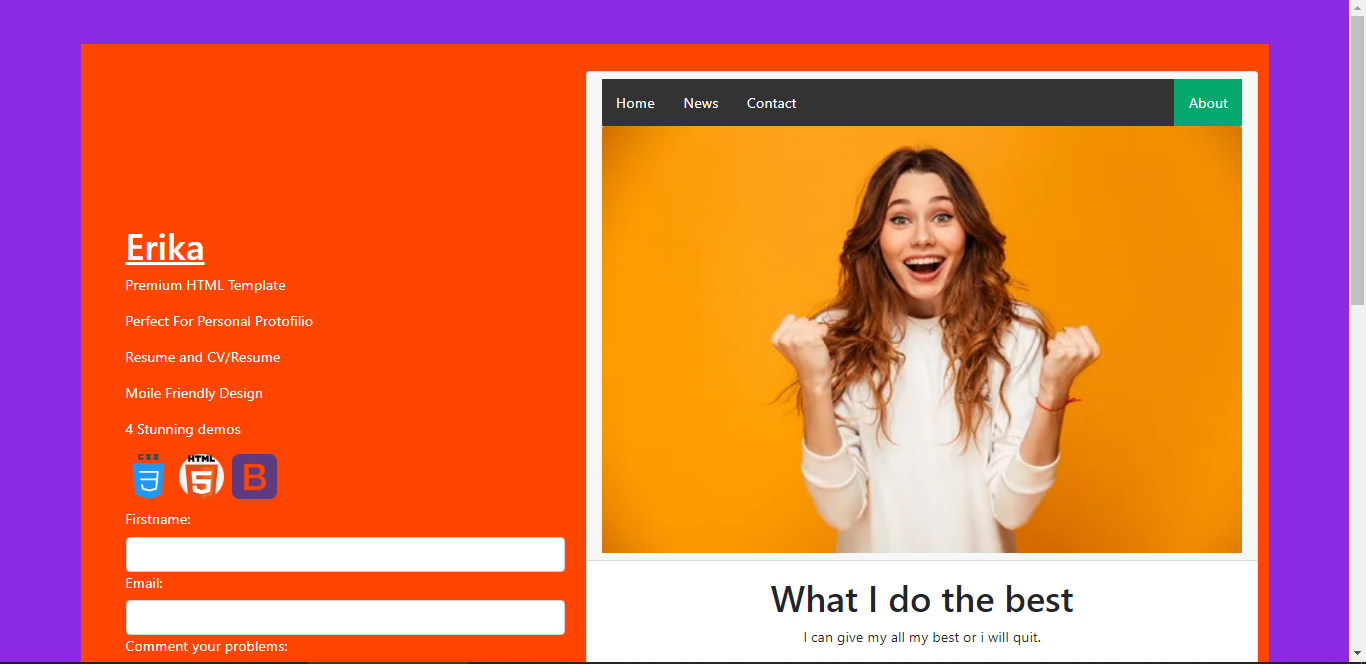 Home News Contact About
Erika
Premium HTML Template
Perfect For Personal Protofilio
Resume and CV/Resume
Moile Friendly Design
4 Stunning demos
CSS HTML B
3 5
Firstname:
Email:
Comment your problems:
What I do the best
I can give my all my best or i will quit.